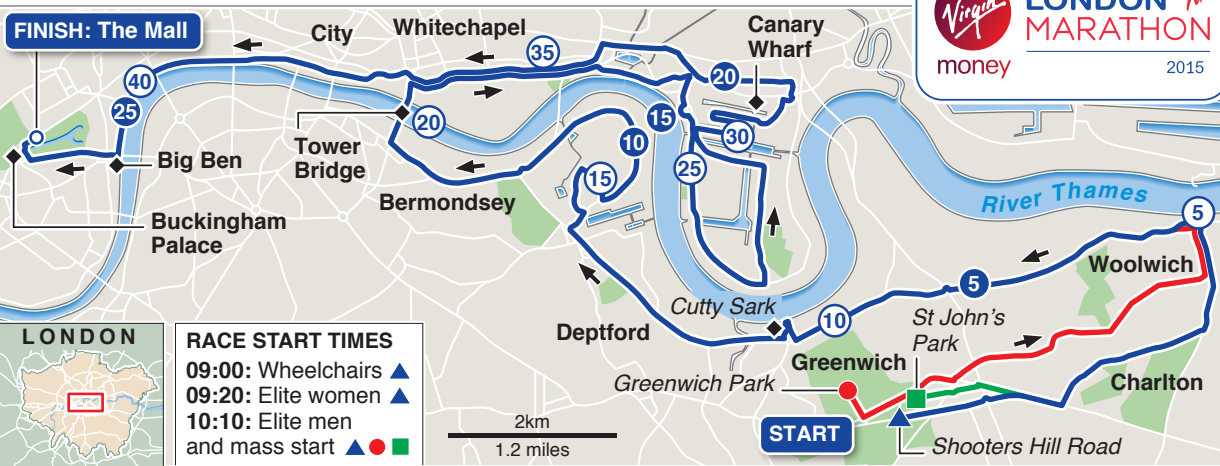 FINISH: The Mall
City
Whitechapel
Canary
Wharf
Virgin
money
LONDON
MARATHON
2015
40
25
35
20
20
15
10
30
15
25
Tower
Bridge
Big Ben
Bermondsey
Buckingham
Palace
River Thames
5
Woolwich
5
Cutty Sark
10
St John's
Park
Deptford
Greenwich
Greenwich Park
Charlton
START
Shooters Hill Road
LONDON
RACE START TIMES
09:00: Wheelchairs
09:20: Elite women
10:10: Elite men
and mass start
2km
1.2 miles